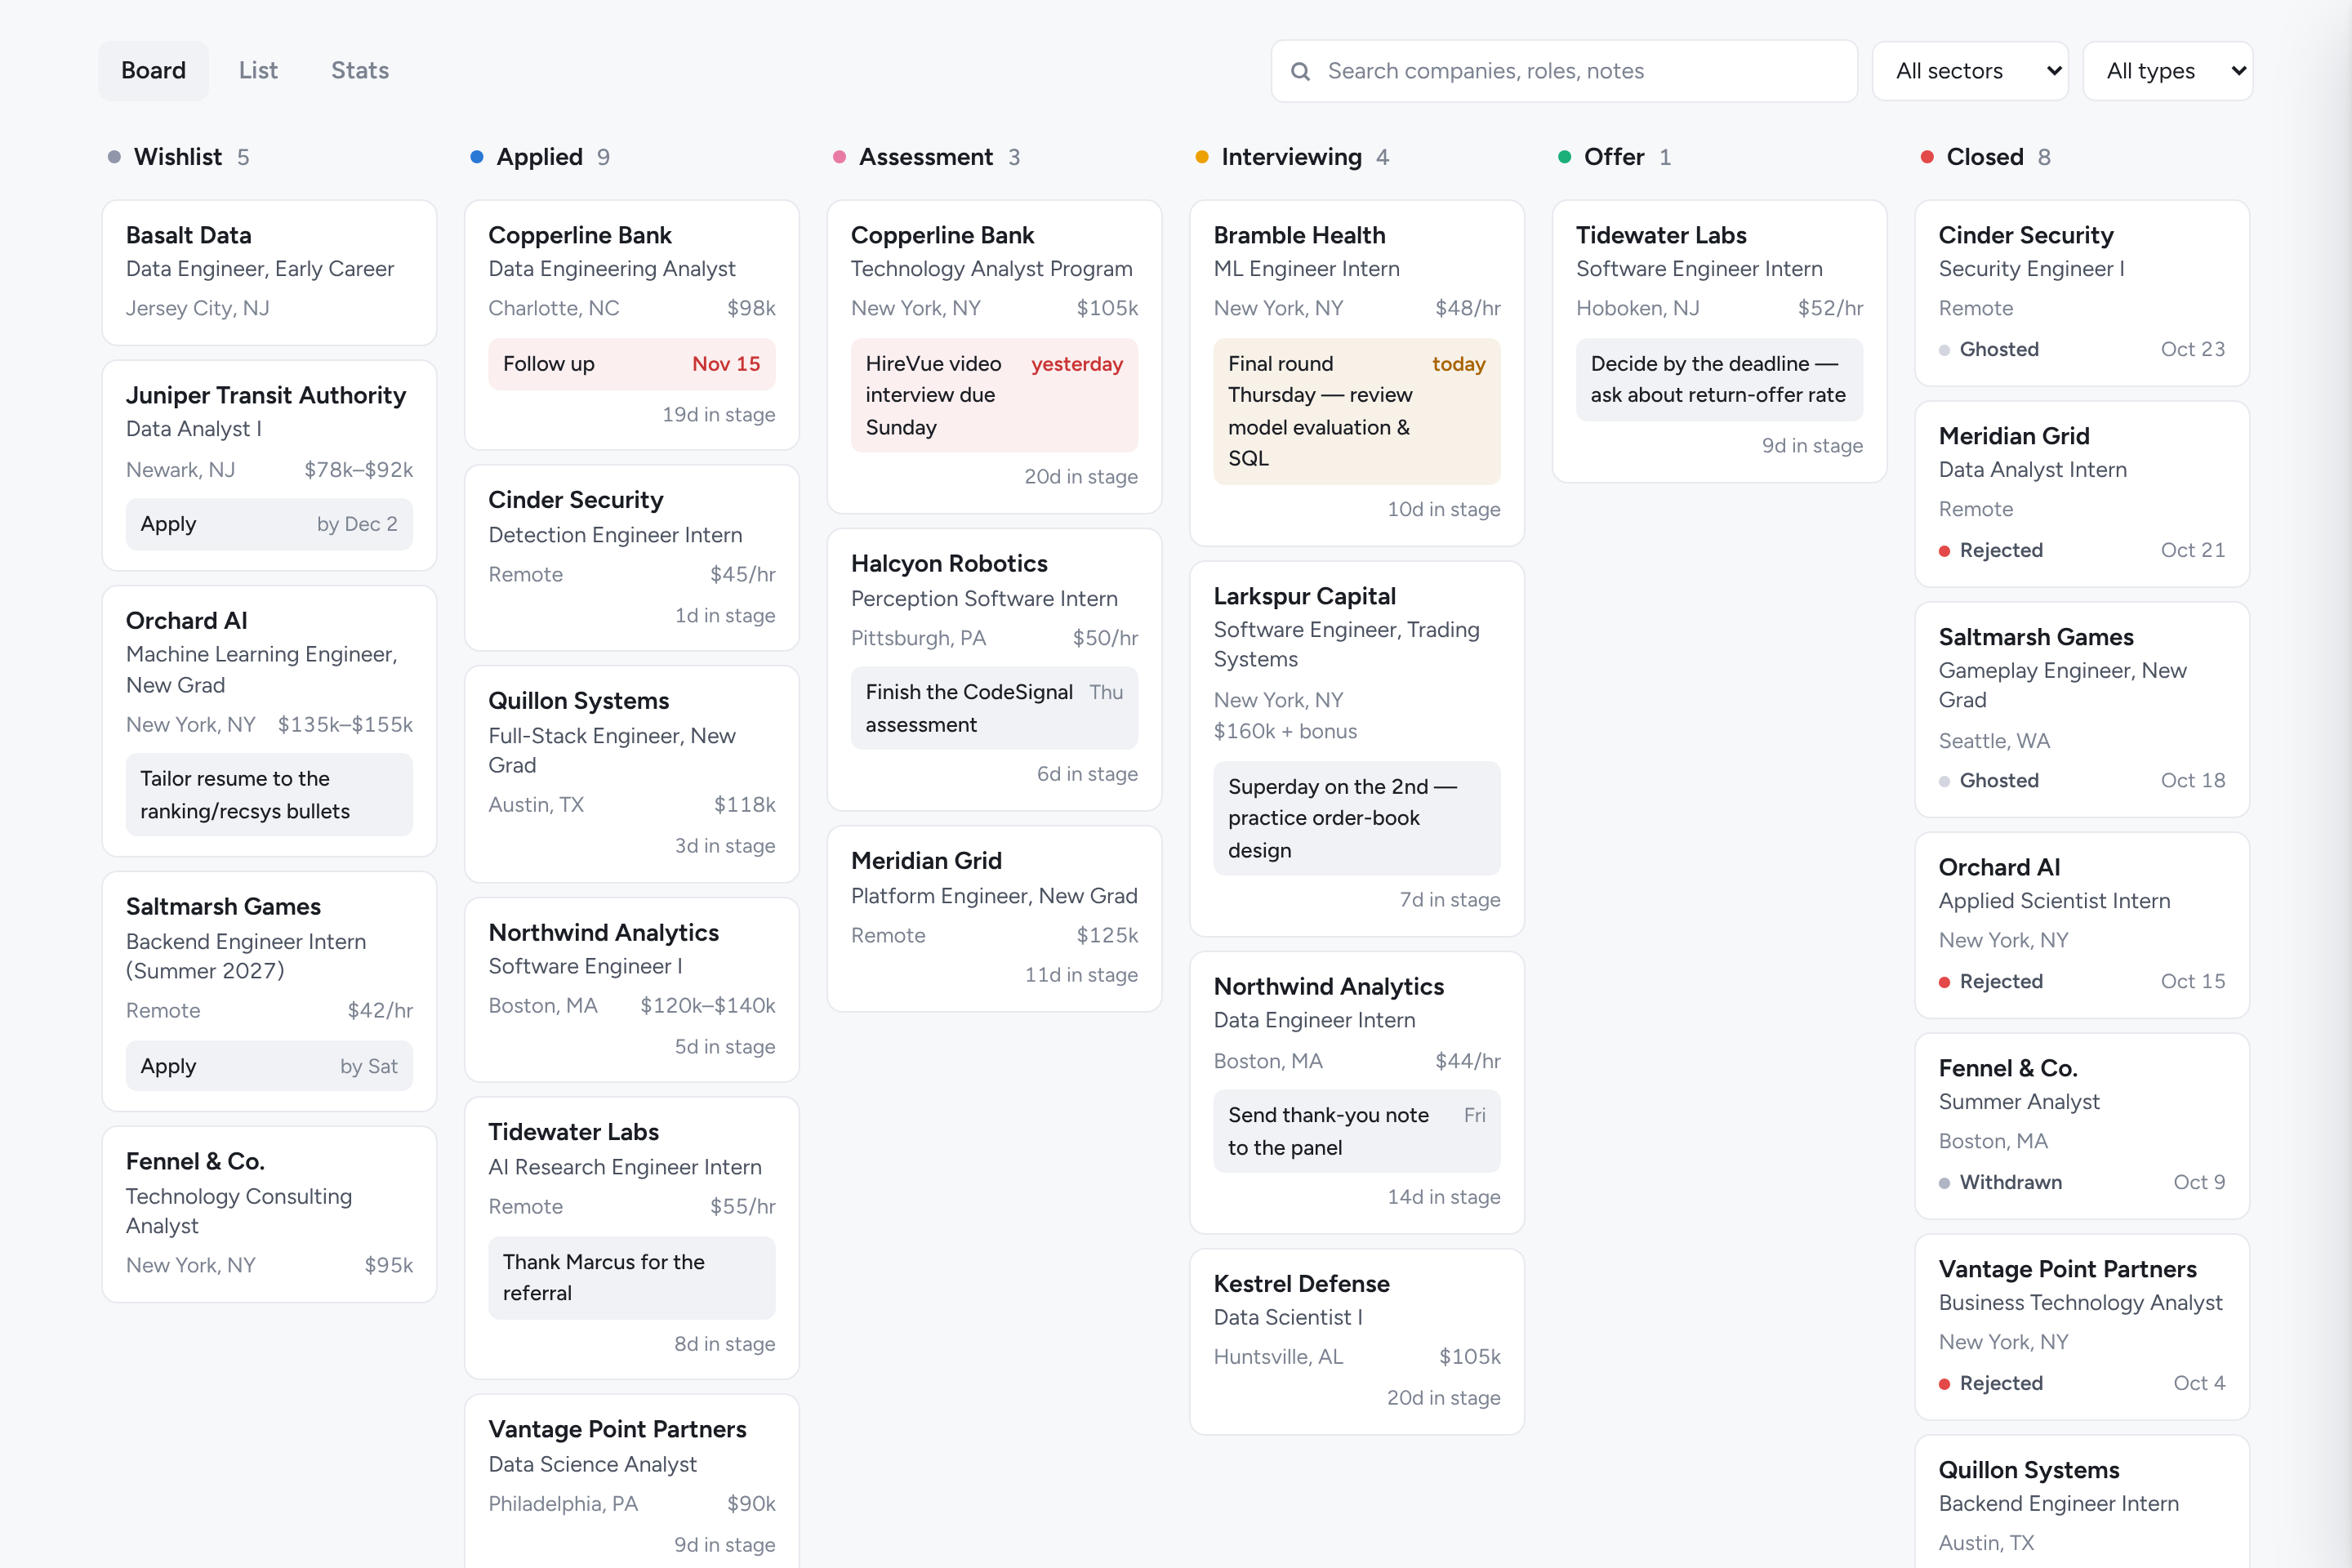 Board List Stats
Search companies, roles, notes
All sectors
All types
Wishlist 5
Basalt Data
Data Engineer, Early Career
Jersey City, NJ
Juniper Transit Authority
Data Analyst I
Newark, NJ $78k–$92k
Apply by Dec 2
Orchard AI
Machine Learning Engineer,
New Grad
New York, NY $135k–$155k
Tailor resume to the
ranking/recsys bullets
Saltmarsh Games
Backend Engineer Intern
(Summer 2027)
Remote $42/hr
Apply by Sat
Fennel & Co.
Technology Consulting
Analyst
New York, NY $95k
Applied 9
Copperline Bank
Data Engineering Analyst
Charlotte, NC $98k
Follow up Nov 15
19d in stage
Cinder Security
Detection Engineer Intern
Remote $45/hr
1d in stage
Quillon Systems
Full-Stack Engineer, New
Grad
Austin, TX $118k
3d in stage
Northwind Analytics
Software Engineer I
Boston, MA $120k–$140k
5d in stage
Tidewater Labs
AI Research Engineer Intern
Remote $55/hr
Thank Marcus for the
referral
8d in stage
Vantage Point Partners
Data Science Analyst
Philadelphia, PA $90k
9d in stage
Assessment 3
Copperline Bank
Technology Analyst Program
New York, NY $105k
HireVue video yesterday
interview due
Sunday
20d in stage
Halcyon Robotics
Perception Software Intern
Pittsburgh, PA $50/hr
Finish the CodeSignal Thu
assessment
6d in stage
Meridian Grid
Platform Engineer, New Grad
Remote $125k
11d in stage
Interviewing 4
Bramble Health
ML Engineer Intern
New York, NY $48/hr
Final round today
Thursday — review
model evaluation &
SQL
10d in stage
Larkspur Capital
Software Engineer, Trading
Systems
New York, NY
$160k + bonus
Superday on the 2nd —
practice order-book
design
7d in stage
Northwind Analytics
Data Engineer Intern
Boston, MA $44/hr
Send thank-you note Fri
to the panel
14d in stage
Kestrel Defense
Data Scientist I
Huntsville, AL $105k
20d in stage
Offer 1
Tidewater Labs
Software Engineer Intern
Hoboken, NJ $52/hr
Decide by the deadline —
ask about return-offer rate
9d in stage
Closed 8
Cinder Security
Security Engineer I
Remote
Ghosted Oct 23
Meridian Grid
Data Analyst Intern
Remote
Rejected Oct 21
Saltmarsh Games
Gameplay Engineer, New
Grad
Seattle, WA
Ghosted Oct 18
Orchard AI
Applied Scientist Intern
New York, NY
Rejected Oct 15
Fennel & Co.
Summer Analyst
Boston, MA
Withdrawn Oct 9
Vantage Point Partners
Business Technology Analyst
New York, NY
Rejected Oct 4
Quillon Systems
Backend Engineer Intern
Austin, TX